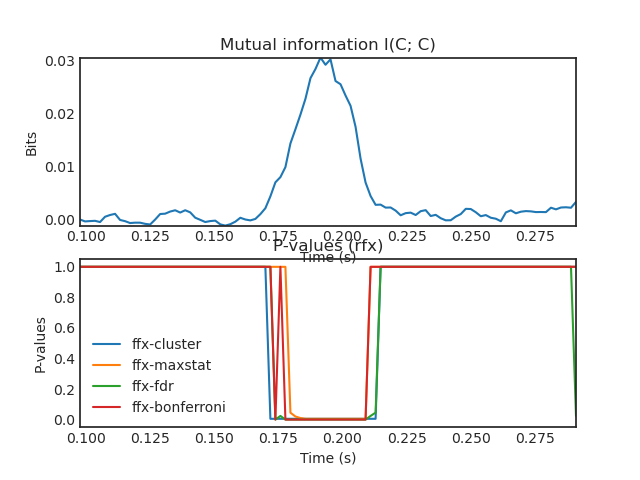 Mutual information I(C; C)
Bits
0.03
0.02
0.01
0.00
0.100 0.125 0.150 0.175 0.200 0.225 0.250 0.275
Time (s)
P-values (rfx)
P-values
1.0
0.8
0.6
0.4
0.2
0.0
ffx-cluster
ffx-maxstat
ffx-fdr
ffx-bonferroni
0.100 0.125 0.150 0.175 0.200 0.225 0.250 0.275
Time (s)